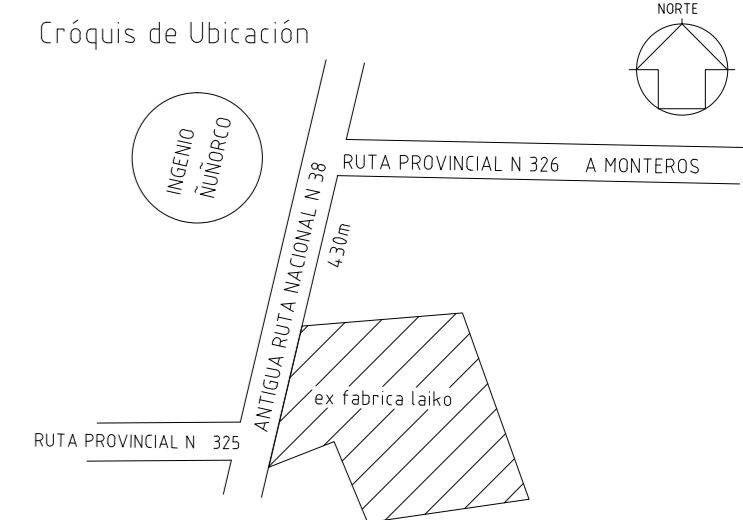 NORTE
Cróquis de Ubicación
INGENIO
ÑUÑORCO
RUTA PROVINCIAL N 326 A MONTEROS
ANTIGUA RUTA NACIONAL N 38
430m
ex fabrica laiko
RUTA PROVINCIAL N 325